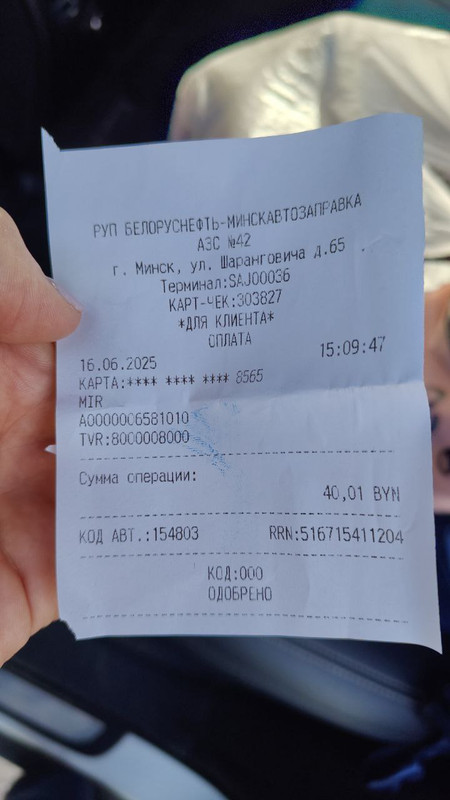 РУП БЕЛОРУСНЕФТЬ-МИНСКАВТОЗАПРАВКА
АЗС №42
г. Минск, ул. Шаранговича д.65
Терминал:SAJ00036
КАРТ-ЧЕК:303827
*ДЛЯ КЛИЕНТА*
ОПЛАТА
16.06.2025 15:09:47
КАРТА:**** **** **** 8565
MIR
A0000006581010
TVR:8000008000
Сумма операции:
40,01 BYN
КОД АВТ.:154803 RRN:516715411204
КОД:000
ОДОБРЕНО